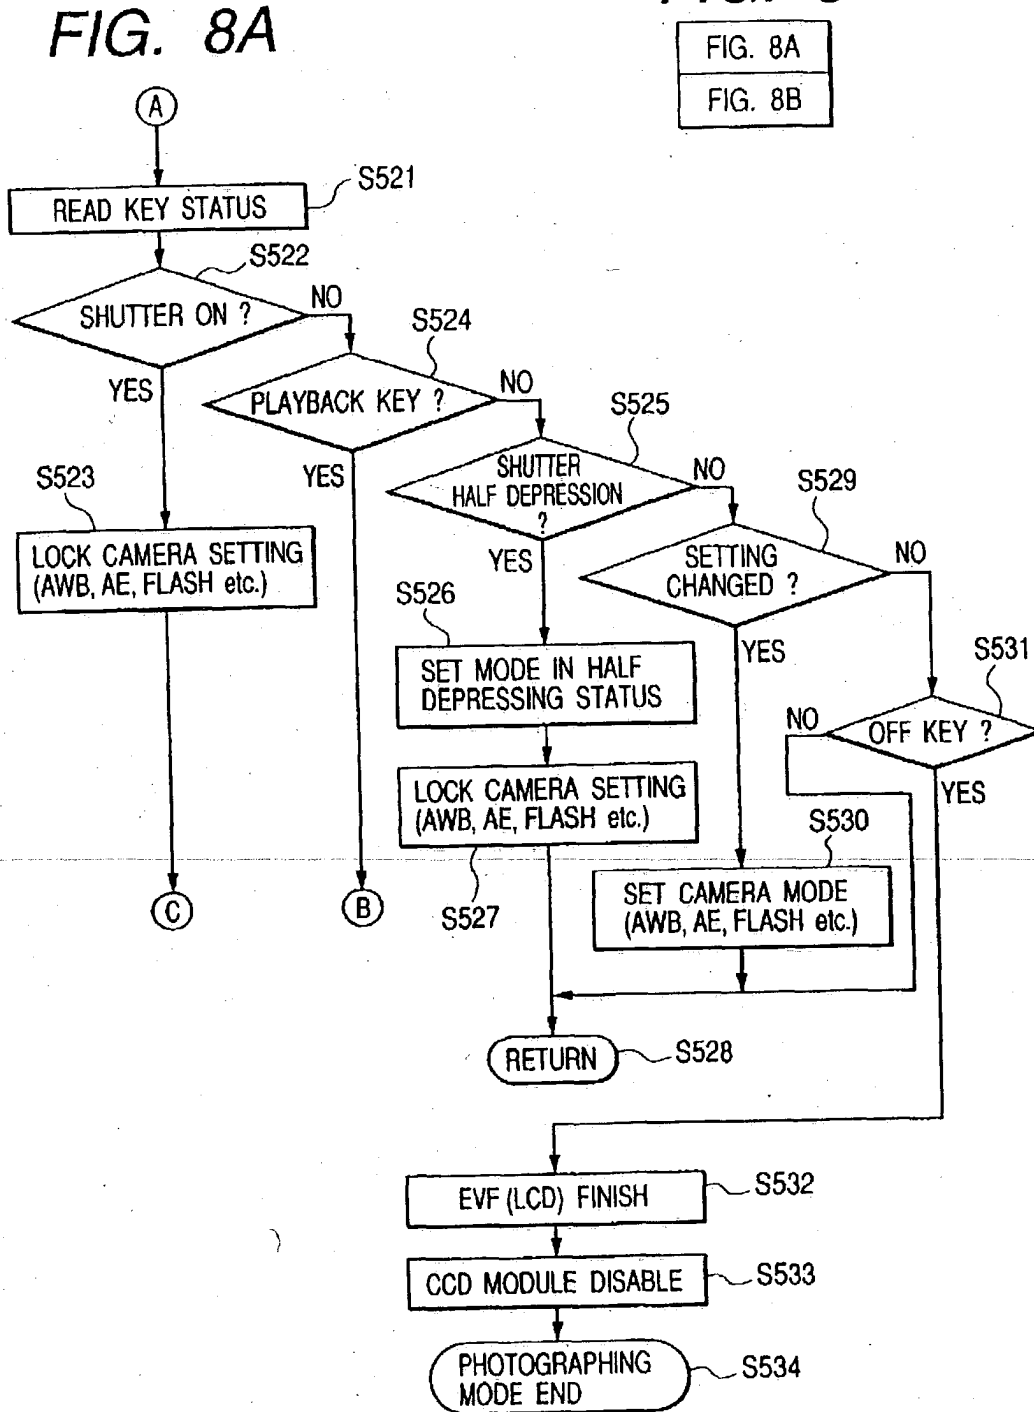 FIG. 8A
FIG. 8A
FIG. 8B
A
S521
READ KEY STATUS
S522
SHUTTER ON ?
NO
YES
S524
PLAYBACK KEY ?
NO
YES
S525
SHUTTER
HALF DEPRESSION
?
NO
YES
S529
SETTING
CHANGED ?
NO
YES
S523
LOCK CAMERA SETTING
(AWB, AE, FLASH etc.)
S526
SET MODE IN HALF
DEPRESSING STATUS
S531
NO
OFF KEY ?
YES
LOCK CAMERA SETTING
(AWB, AE, FLASH etc.)
S527
S530
SET CAMERA MODE
(AWB, AE, FLASH etc.)
C
B
RETURN
S528
EVF (LCD) FINISH
S532
CCD MODULE DISABLE
S533
PHOTOGRAPHING
MODE END
S534